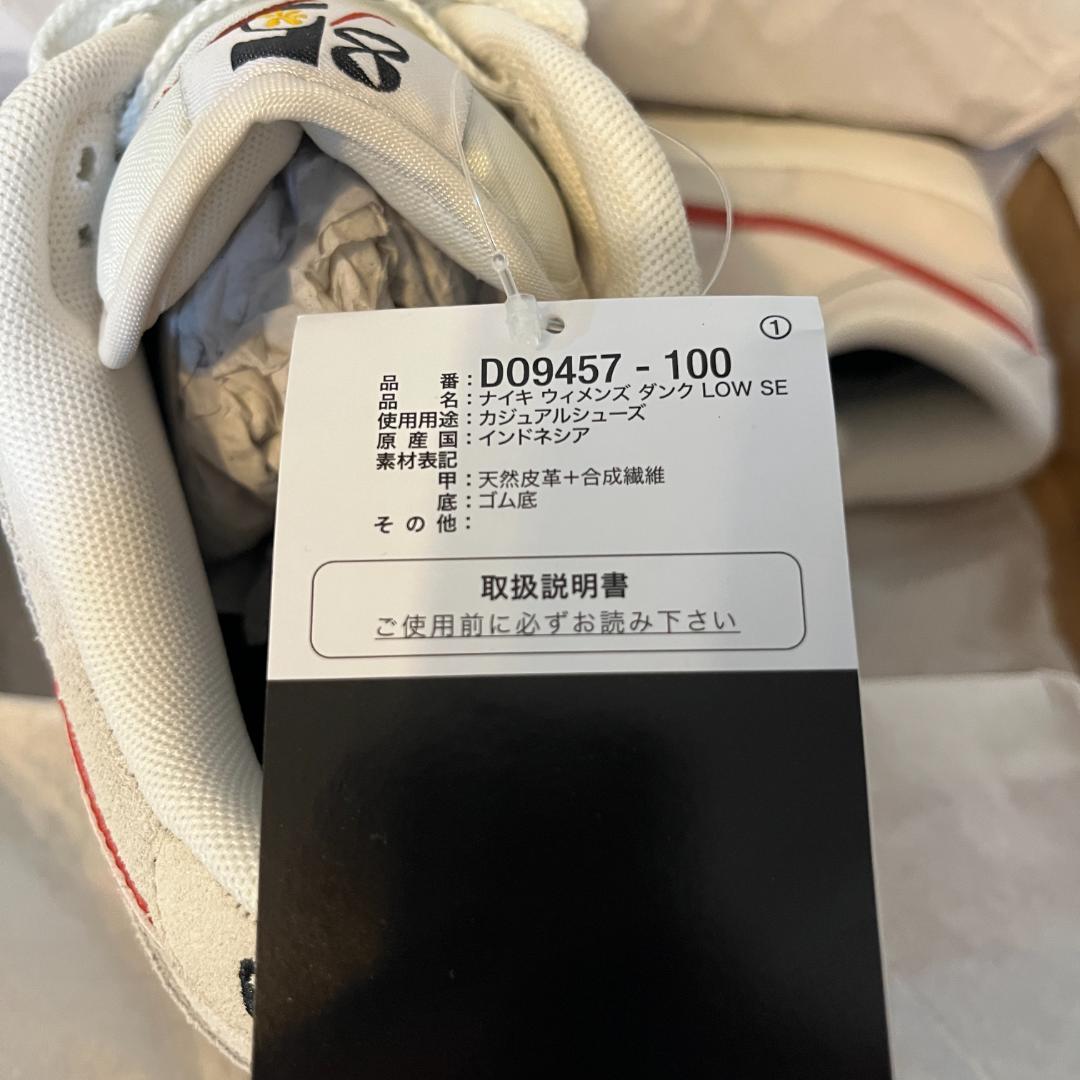 ①
品番:DO9457 - 100
品名:ナイキ ウィメンズ ダンク LOW SE
使用用途:カジュアルシューズ
原産国:インドネシア
素材表記
甲:天然皮革+合成繊維
底:ゴム底
その他:
取扱説明書
ご使用前に必ずお読み下さい